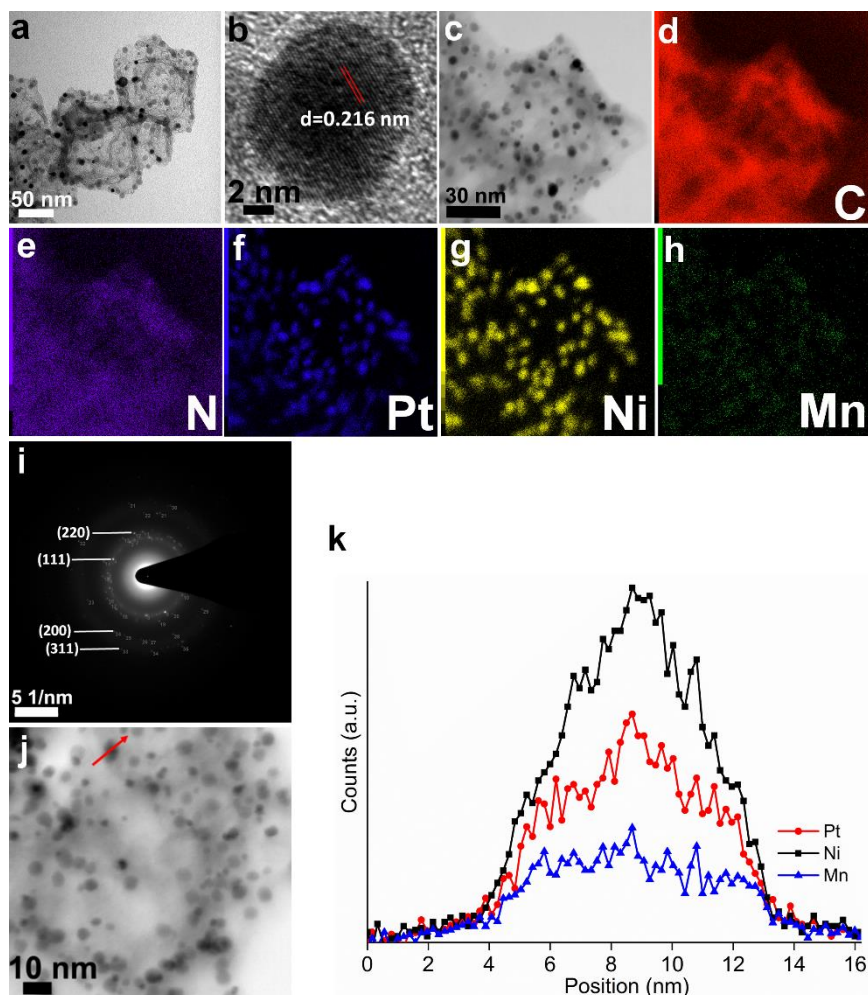 a
50 nm
b
d=0.216 nm
2 nm
c
30 nm
d
C
e
N
f
Pt
g
Ni
h
Mn
i
(220)
(111)
(200)
(311)
5 1/nm
j
10 nm
k
Counts (a.u.)
Pt
Ni
Mn
0 2 4 6 8 10 12 14 16
Position (nm)